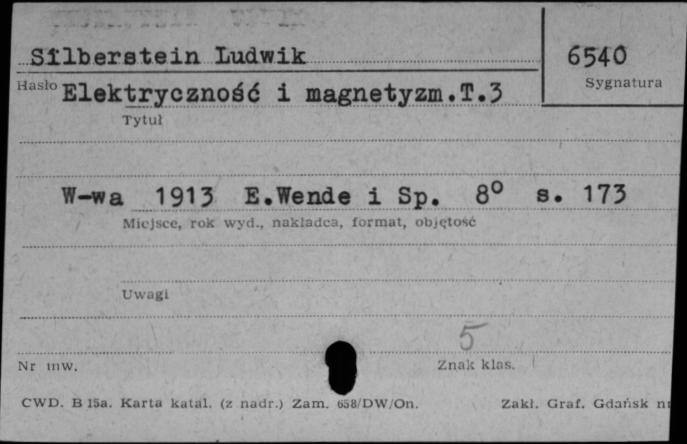 Silberstein Ludwik
6540
Hasło
Sygnatura
Elektryczność i magnetyzm.T.3
Tytuł
W-wa 1913 E.Wende i Sp. 8° s. 173
Miejsce, rok wyd., nakładca, format, objętość
Uwagi
5
Nr inw.
Znak klas.
CWD. B 15a. Karta katal. (z nadr.) Zam. 658/DW/On.
Zakł. Graf. Gdańsk